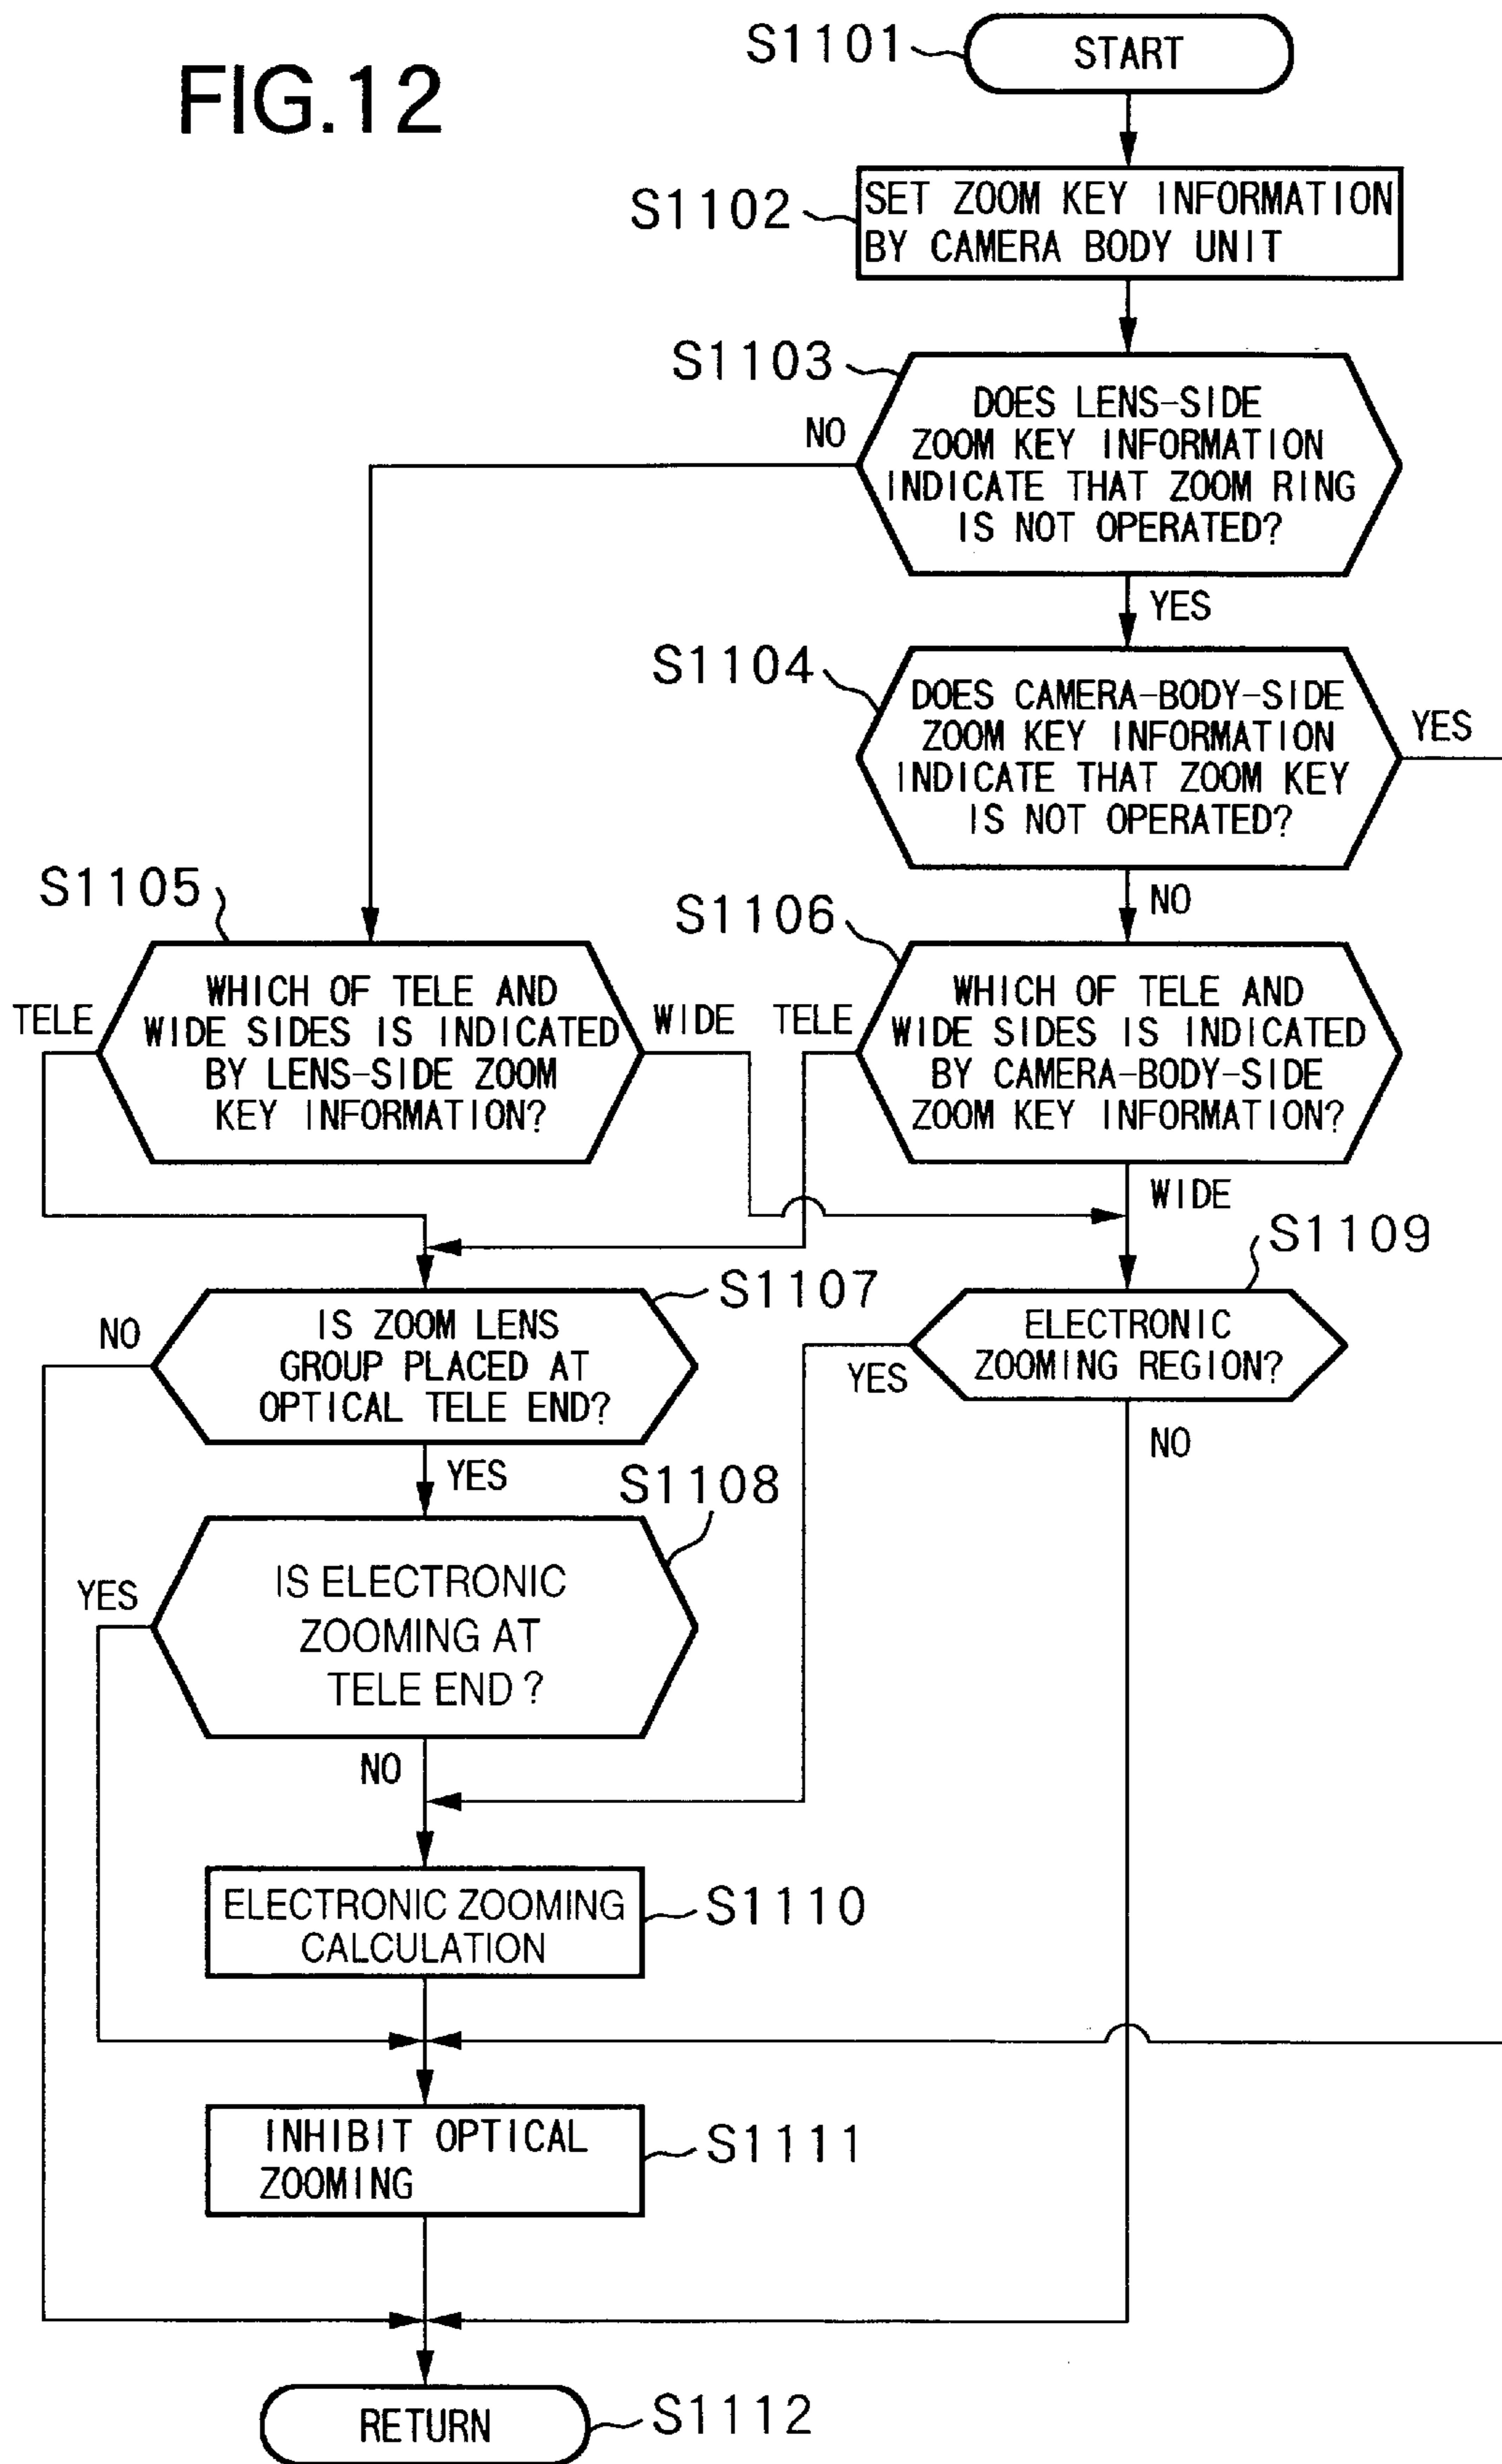 FIG.12
S1101
START
S1102
SET ZOOM KEY INFORMATION
BY CAMERA BODY UNIT
S1103
DOES LENS-SIDE
ZOOM KEY INFORMATION
INDICATE THAT ZOOM RING
IS NOT OPERATED?
NO
YES
S1104
DOES CAMERA-BODY-SIDE
ZOOM KEY INFORMATION
INDICATE THAT ZOOM KEY
IS NOT OPERATED?
YES
NO
S1105
WHICH OF TELE AND
WIDE SIDES IS INDICATED
BY LENS-SIDE ZOOM
KEY INFORMATION?
TELE
WIDE
S1106
WHICH OF TELE AND
WIDE SIDES IS INDICATED
BY CAMERA-BODY-SIDE
ZOOM KEY INFORMATION?
TELE
WIDE
S1107
IS ZOOM LENS
GROUP PLACED AT
OPTICAL TELE END?
NO
YES
S1109
ELECTRONIC
ZOOMING REGION?
YES
NO
S1108
IS ELECTRONIC
ZOOMING AT
TELE END ?
YES
NO
ELECTRONIC ZOOMING
CALCULATION
S1110
INHIBIT OPTICAL
ZOOMING
S1111
RETURN
S1112